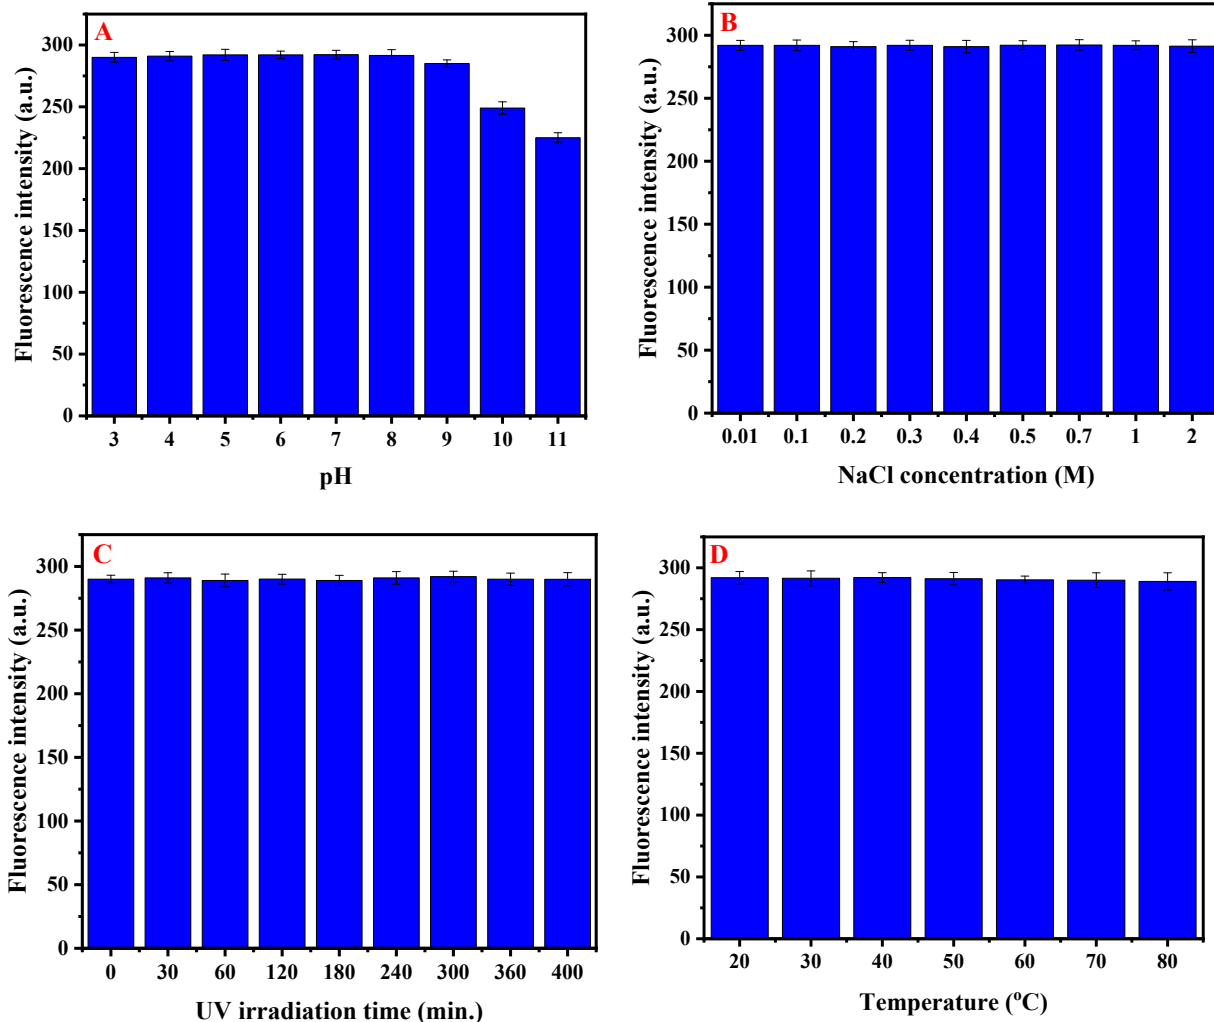 A
Fluorescence intensity (a.u.)
300
250
200
150
100
50
0
3 4 5 6 7 8 9 10 11
pH
B
Fluorescence intensity (a.u.)
300
250
200
150
100
50
0
0.01 0.1 0.2 0.3 0.4 0.5 0.7 1 2
NaCl concentration (M)
C
Fluorescence intensity (a.u.)
300
250
200
150
100
50
0
0 30 60 120 180 240 300 360 400
UV irradiation time (min.)
D
Fluorescence intensity (a.u.)
300
250
200
150
100
50
0
20 30 40 50 60 70 80
Temperature (°C)